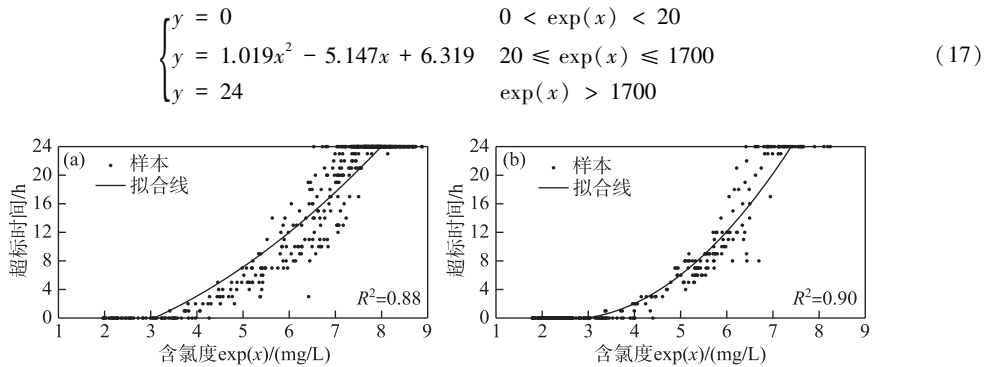 y = 0 0 < exp(x) < 20
y = 1.019x² - 5.147x + 6.319 20 ≤ exp(x) ≤ 1700 (17)
y = 24 exp(x) > 1700
(a)
样本
拟合线
超标时间/h
24
20
16
12
8
4
0
R²=0.88
1 2 3 4 5 6 7 8 9
含氯度exp(x)/(mg/L)
(b)
样本
拟合线
超标时间/h
24
20
16
12
8
4
0
R²=0.90
1 2 3 4 5 6 7 8 9
含氯度exp(x)/(mg/L)